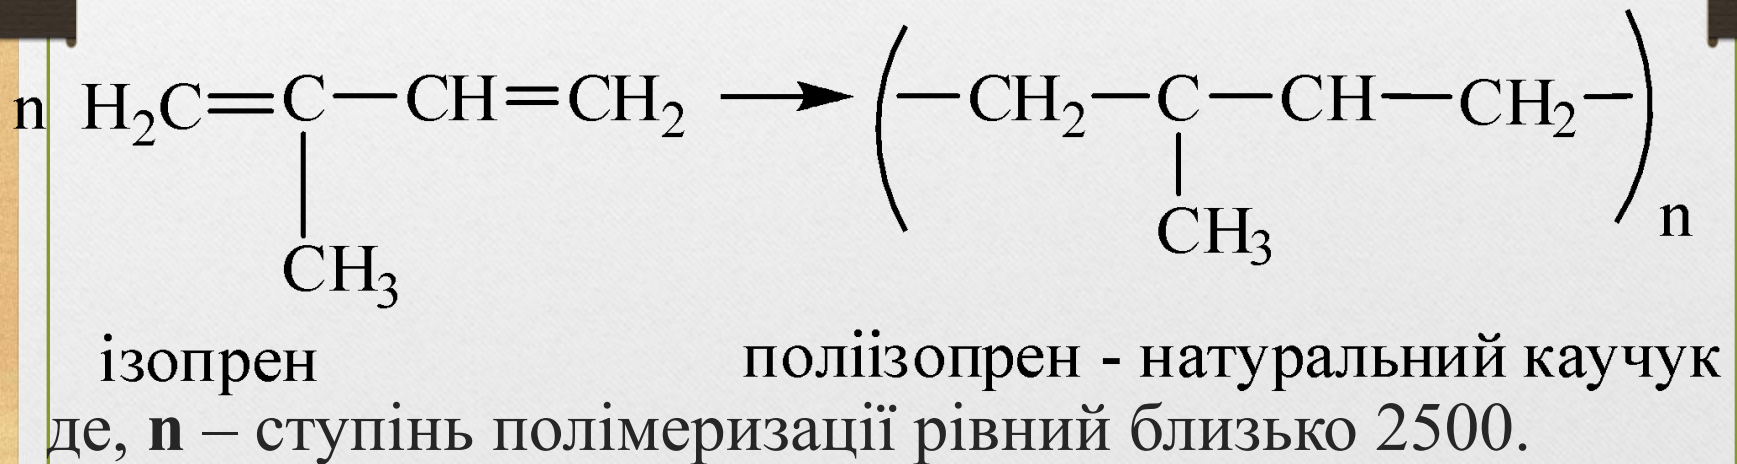 n H₂C=C—CH=CH₂ → (—CH₂—C—CH—CH₂—)n
CH₃ CH₃
ізопрен поліізопрен - натуральний каучук
де, n – ступінь полімеризації рівний близько 2500.